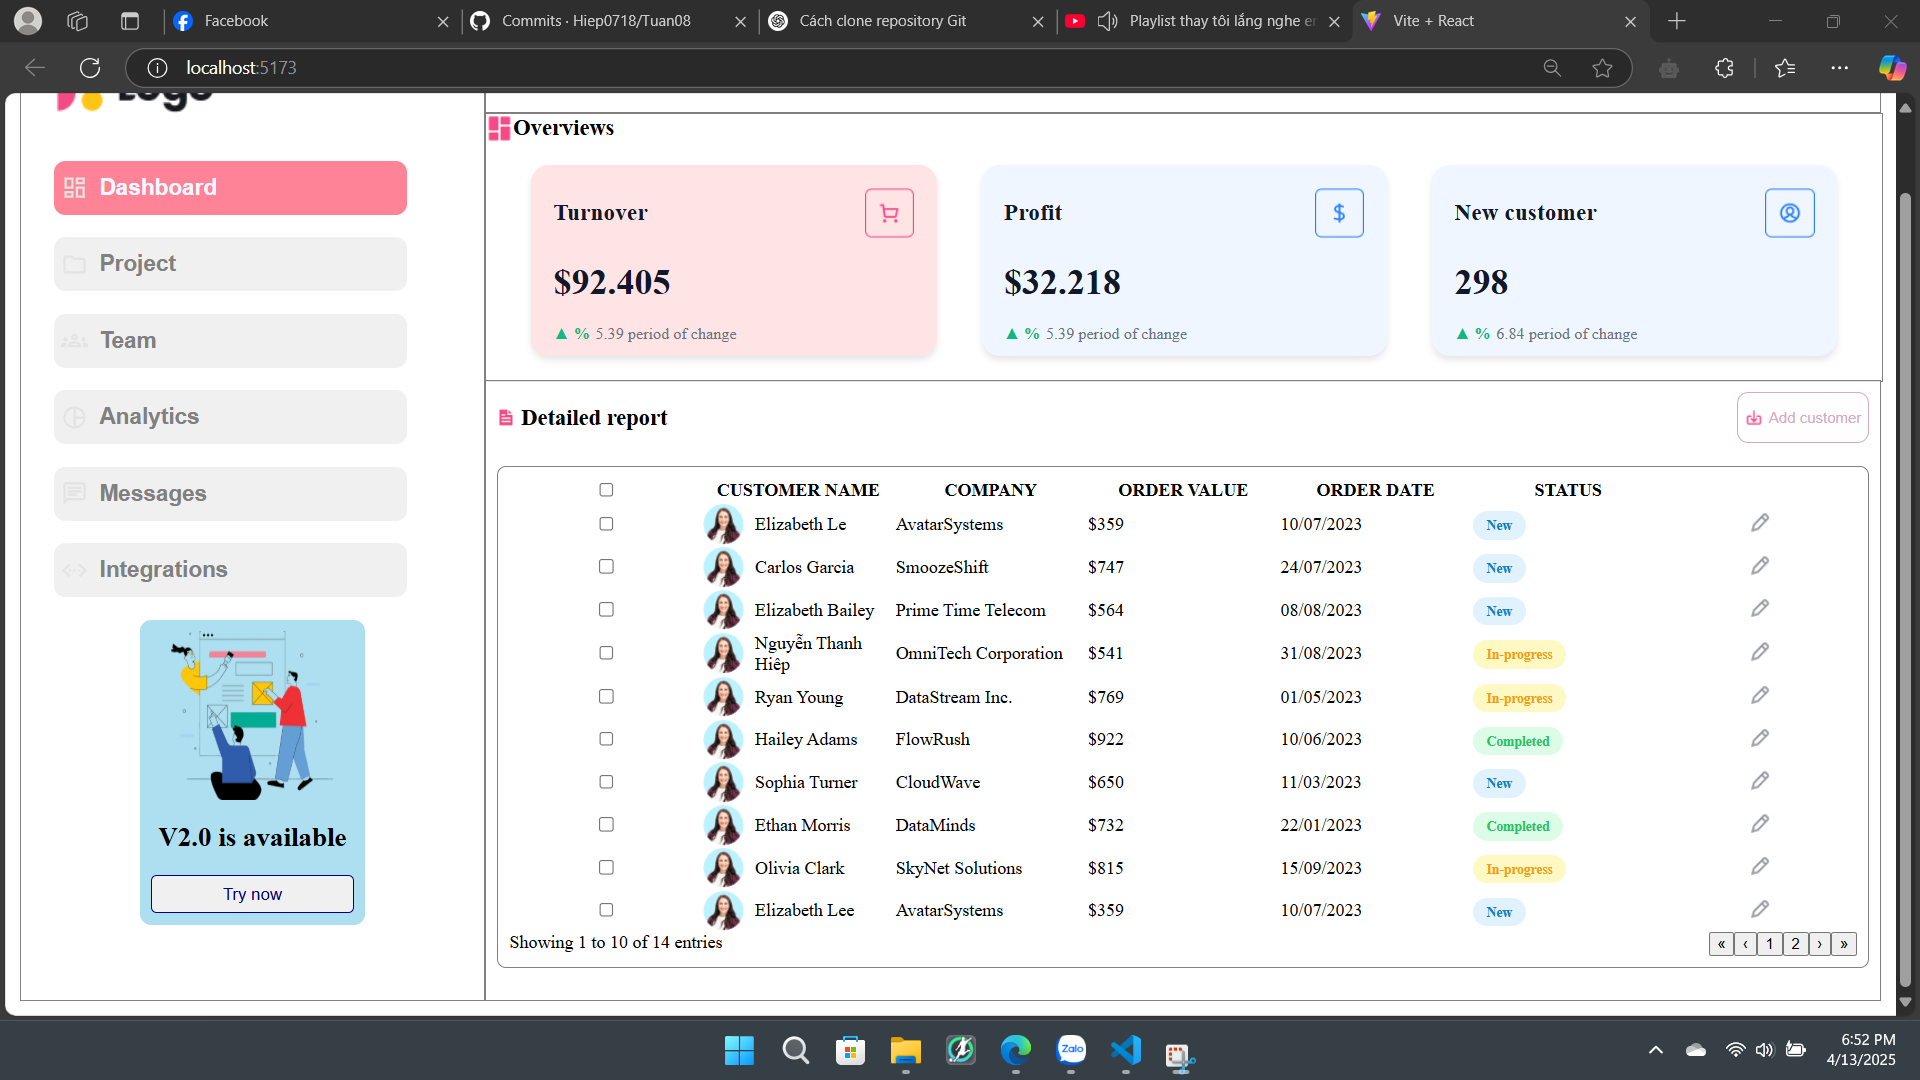 Facebook
Commits · Hiep0718/Tuan08
Cách clone repository Git
Playlist thay tôi lắng nghe er
Vite + React
localhost:5173
Logo
Dashboard
Project
Team
Analytics
Messages
Integrations
V2.0 is available
Try now
Overviews
Turnover
$92.405
▲ % 5.39 period of change
Profit
$
$32.218
▲ % 5.39 period of change
New customer
298
▲ % 6.84 period of change
Detailed report
Add customer
CUSTOMER NAME COMPANY ORDER VALUE ORDER DATE STATUS
Elizabeth Le AvatarSystems $359 10/07/2023 New
Carlos Garcia SmoozeShift $747 24/07/2023 New
Elizabeth Bailey Prime Time Telecom $564 08/08/2023 New
Nguyễn Thanh
Hiêp OmniTech Corporation $541 31/08/2023 In-progress
Ryan Young DataStream Inc. $769 01/05/2023 In-progress
Hailey Adams FlowRush $922 10/06/2023 Completed
Sophia Turner CloudWave $650 11/03/2023 New
Ethan Morris DataMinds $732 22/01/2023 Completed
Olivia Clark SkyNet Solutions $815 15/09/2023 In-progress
Elizabeth Lee AvatarSystems $359 10/07/2023 New
Showing 1 to 10 of 14 entries
« ‹ 1 2 › »
Zalo
6:52 PM
4/13/2025